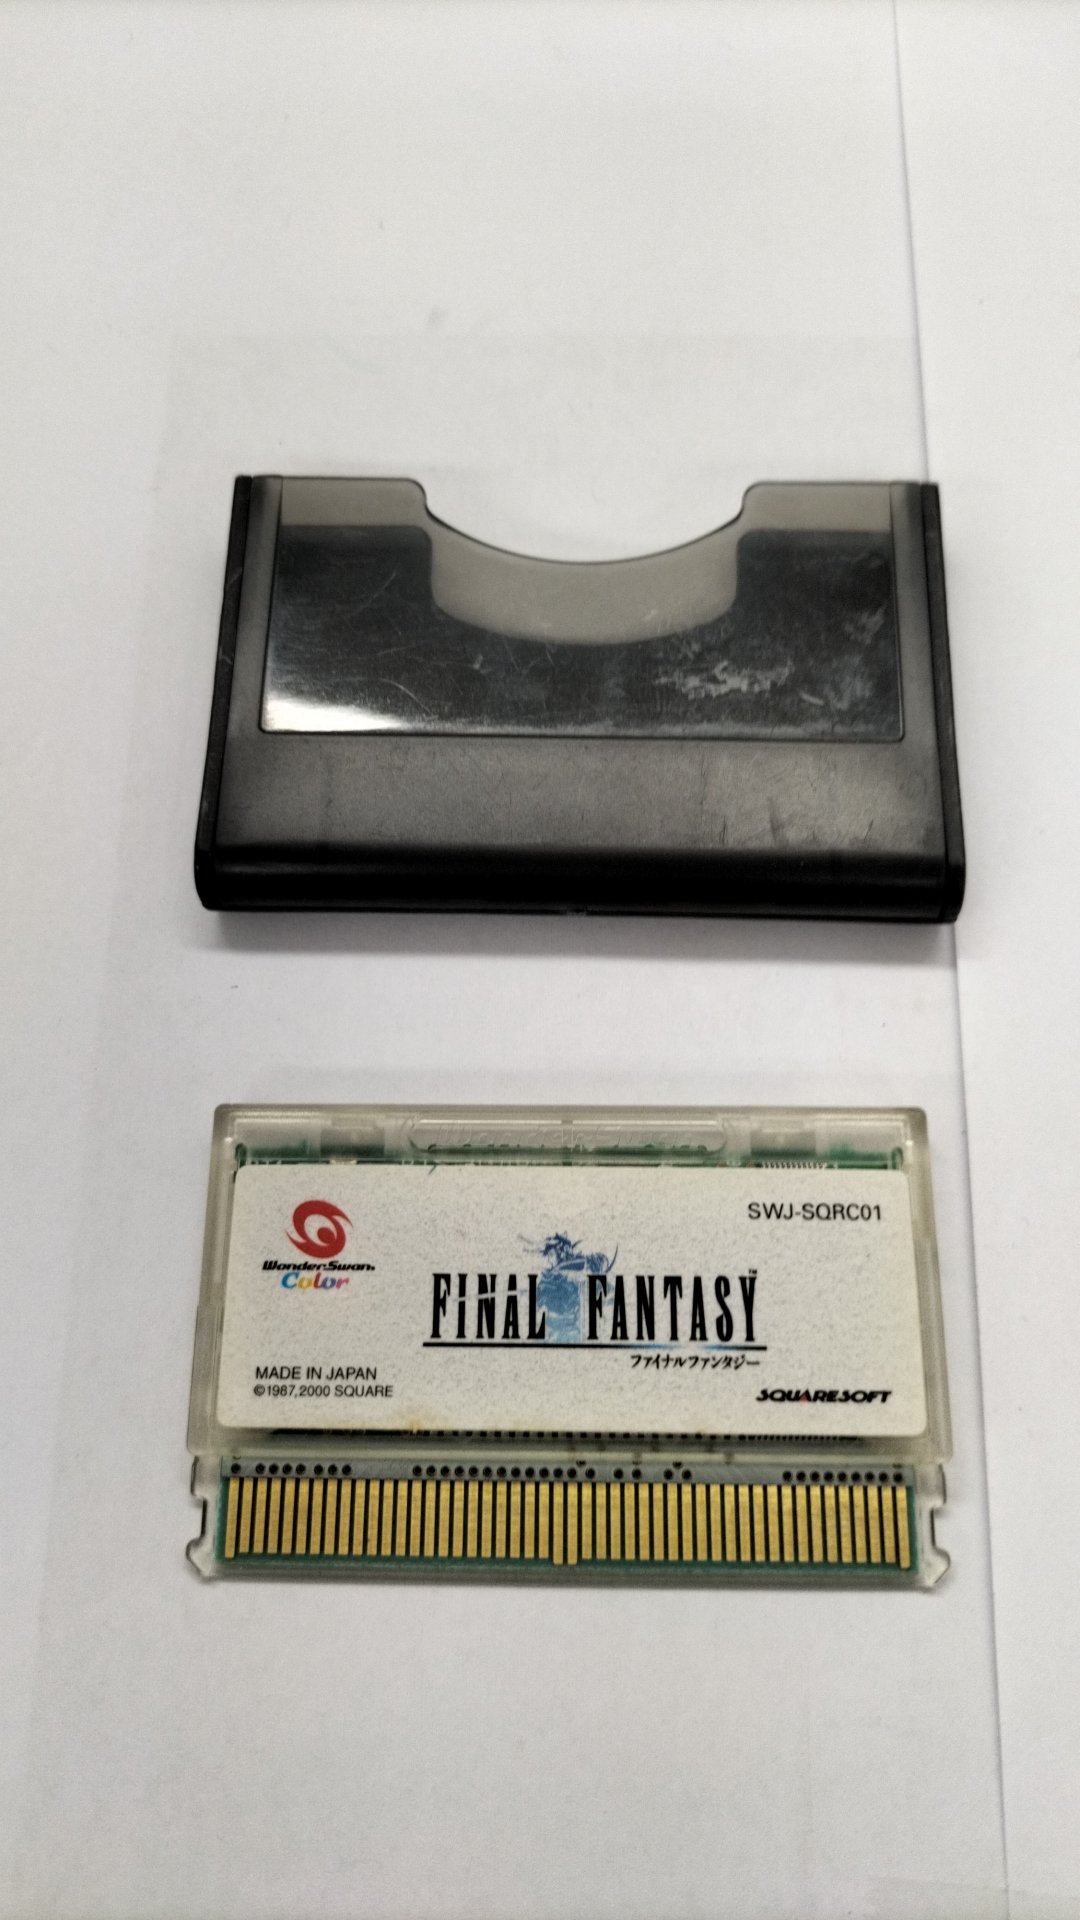 SWJ-SQRC01
WonderSwan
Color
FINAL FANTASY™
ファイナルファンタジー
MADE IN JAPAN
©1987,2000 SQUARE
SQUARESOFT